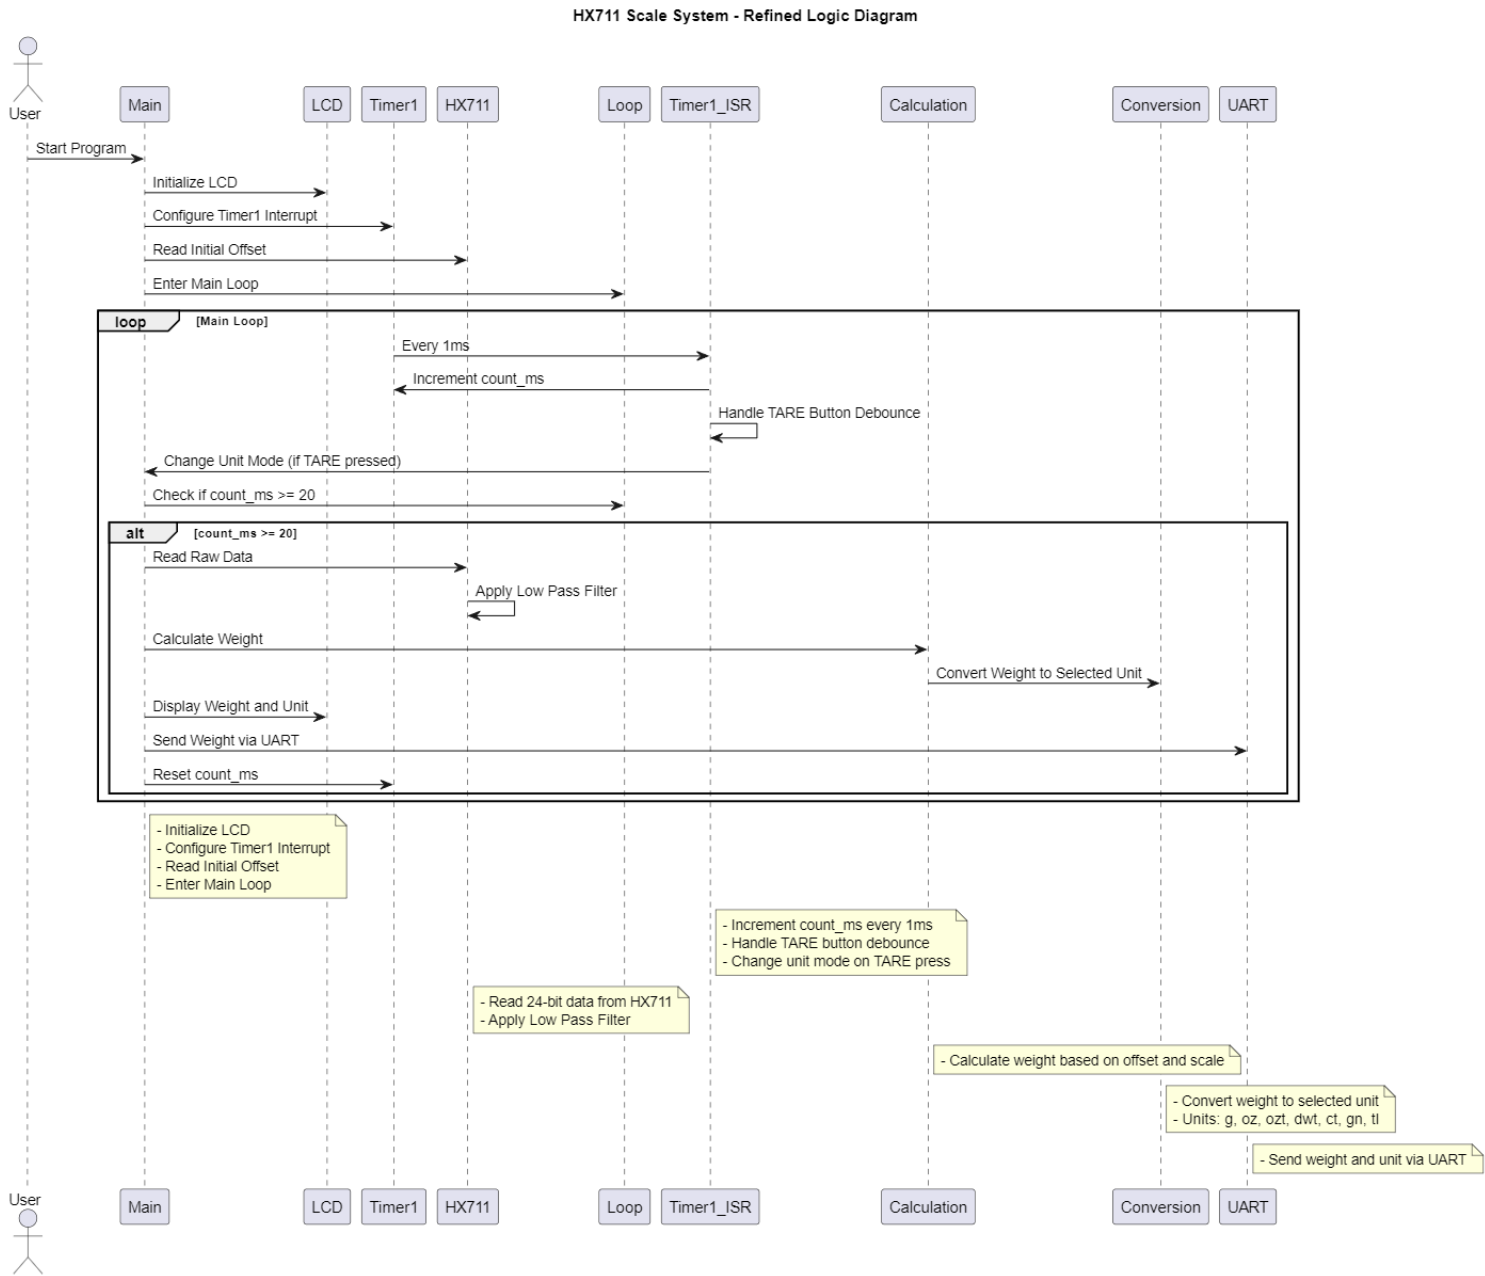 HX711 Scale System - Refined Logic Diagram
User
Main
LCD
Timer1
HX711
Loop
Timer1_ISR
Calculation
Conversion
UART
Start Program
Initialize LCD
Configure Timer1 Interrupt
Read Initial Offset
Enter Main Loop
loop
[Main Loop]
Every 1ms
Increment count_ms
Handle TARE Button Debounce
Change Unit Mode (if TARE pressed)
Check if count_ms >= 20
alt
[count_ms >= 20]
Read Raw Data
Apply Low Pass Filter
Calculate Weight
Convert Weight to Selected Unit
Display Weight and Unit
Send Weight via UART
Reset count_ms
- Initialize LCD
- Configure Timer1 Interrupt
- Read Initial Offset
- Enter Main Loop
- Increment count_ms every 1ms
- Handle TARE button debounce
- Change unit mode on TARE press
- Read 24-bit data from HX711
- Apply Low Pass Filter
- Calculate weight based on offset and scale
- Convert weight to selected unit
- Units: g, oz, ozt, dwt, ct, gn, tl
- Send weight and unit via UART
User
Main
LCD
Timer1
HX711
Loop
Timer1_ISR
Calculation
Conversion
UART